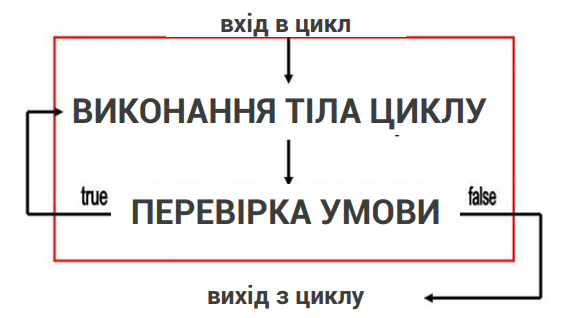 вхід в цикл
ВИКОНАННЯ ТІЛА ЦИКЛУ
true
ПЕРЕВІРКА УМОВИ
false
вихід з циклу